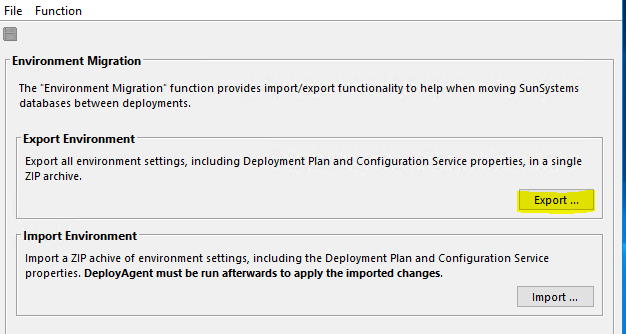 File Function
Environment Migration
The "Environment Migration" function provides import/export functionality to help when moving SunSystems
databases between deployments.
Export Environment
Export all environment settings, including Deployment Plan and Configuration Service properties, in a single
ZIP archive.
Export ...
Import Environment
Import a ZIP achive of environment settings, including the Deployment Plan and Configuration Service
properties. DeployAgent must be run afterwards to apply the imported changes.
Import ...